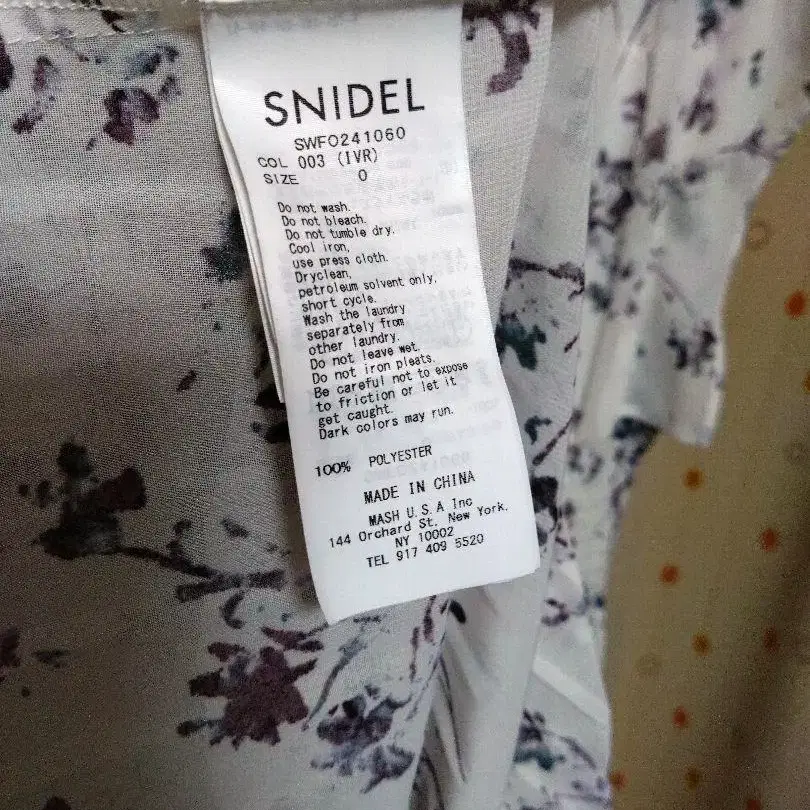 SNIDEL
SWFO241060
COL 003 (IVR)
SIZE 0
Do not wash.
Do not bleach.
Do not tumble dry.
Cool iron,
use press cloth.
Dryclean,
petroleum solvent only,
short cycle.
Wash the laundry
separately from
other laundry.
Do not leave wet.
Do not iron pleats.
Be careful not to expose
to friction or let it
get caught.
Dark colors may run.
100% POLYESTER
MADE IN CHINA
MASH U.S.A Inc
144 Orchard St. New York.
NY 10002
TEL 917 409 5520